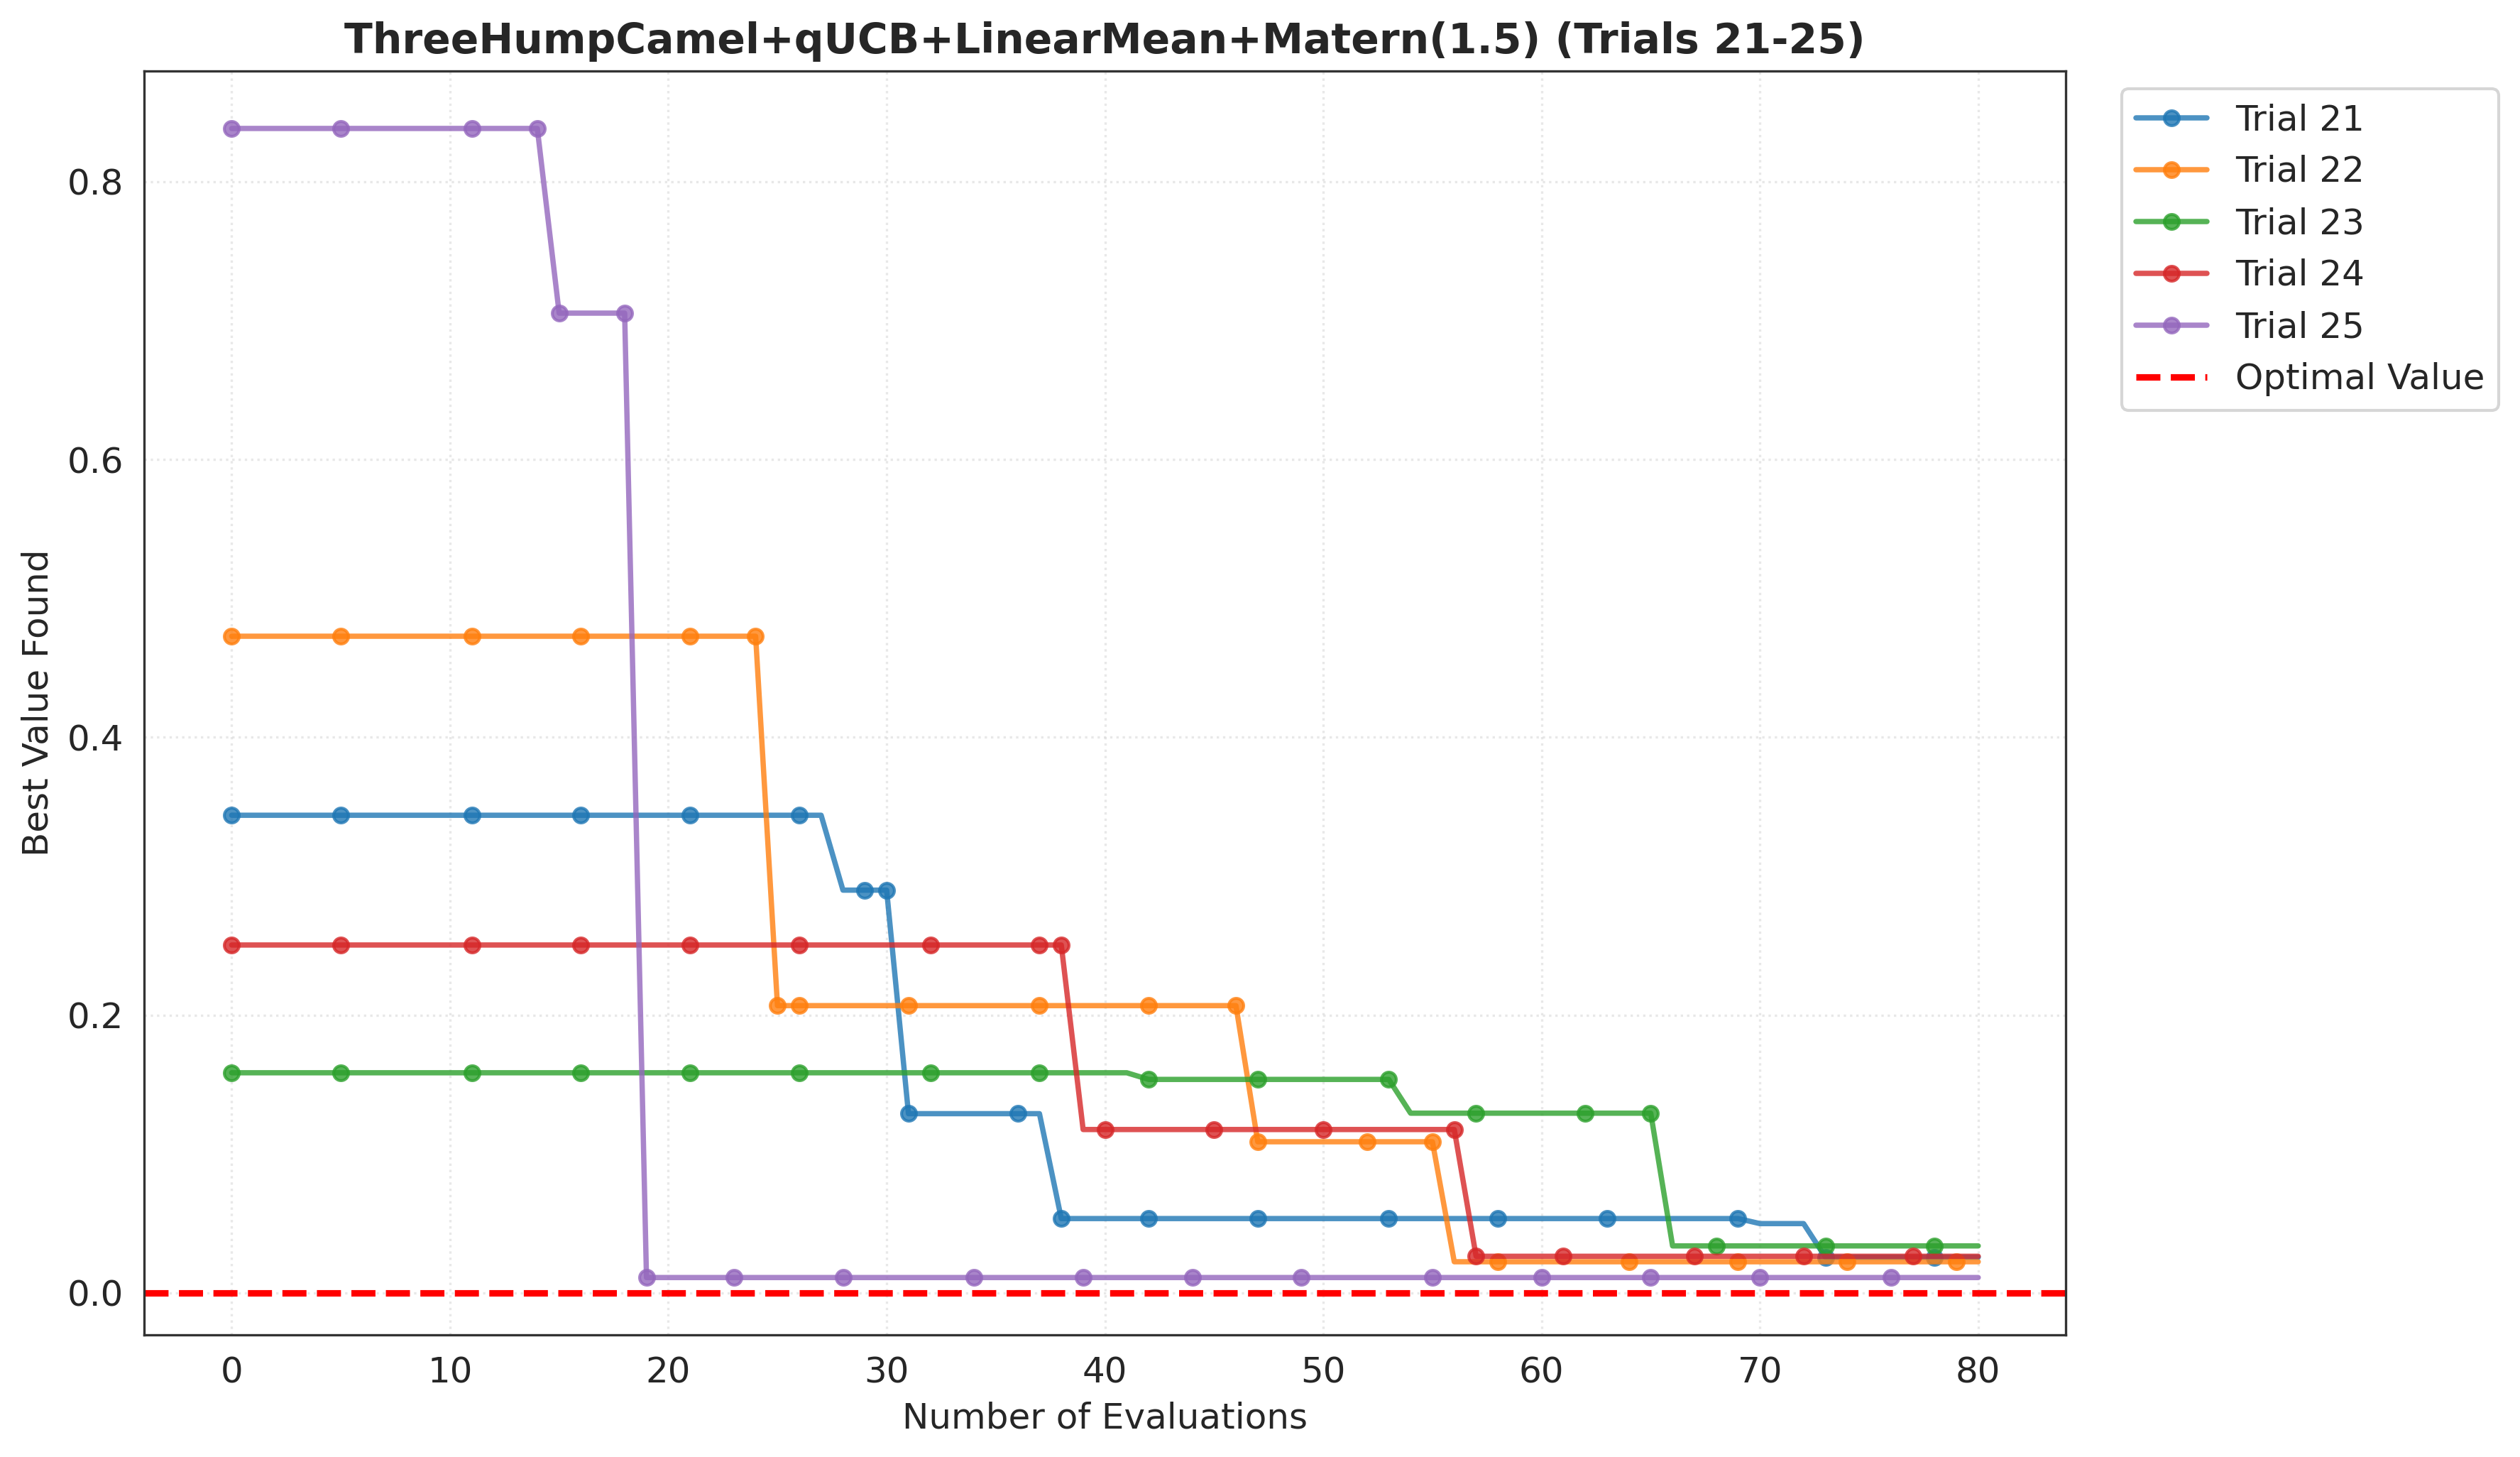 ThreeHumpCamel+qUCB+LinearMean+Matern(1.5) (Trials 21-25)
Trial 21
Trial 22
Trial 23
Trial 24
Trial 25
Optimal Value
Best Value Found
0.8
0.6
0.4
0.2
0.0
0 10 20 30 40 50 60 70 80
Number of Evaluations